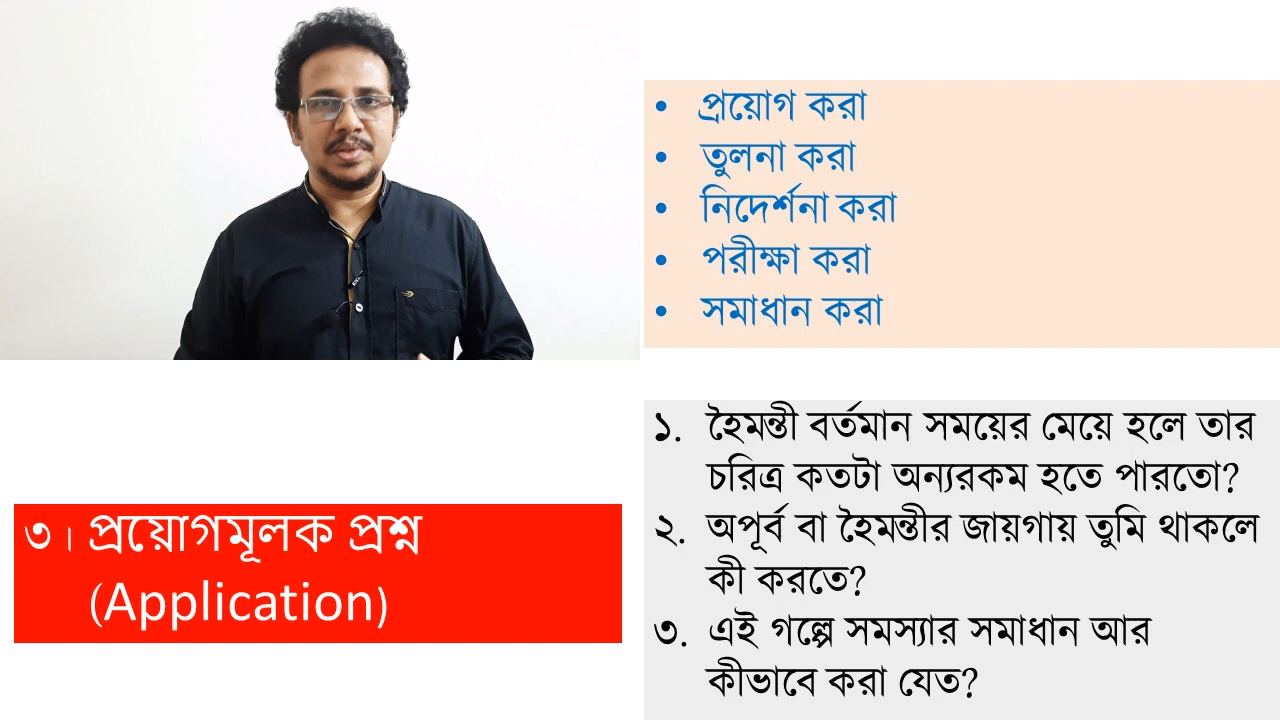 • প্রয়োগ করা
• তুলনা করা
• নিদের্শনা করা
• পরীক্ষা করা
• সমাধান করা
৩। প্রয়োগমূলক প্রশ্ন
(Application)
১. হৈমন্তী বর্তমান সময়ের মেয়ে হলে তার
চরিত্র কতটা অন্যরকম হতে পারতো?
২. অপূর্ব বা হৈমন্তীর জায়গায় তুমি থাকলে
কী করতে?
৩. এই গল্পে সমস্যার সমাধান আর
কীভাবে করা যেত?